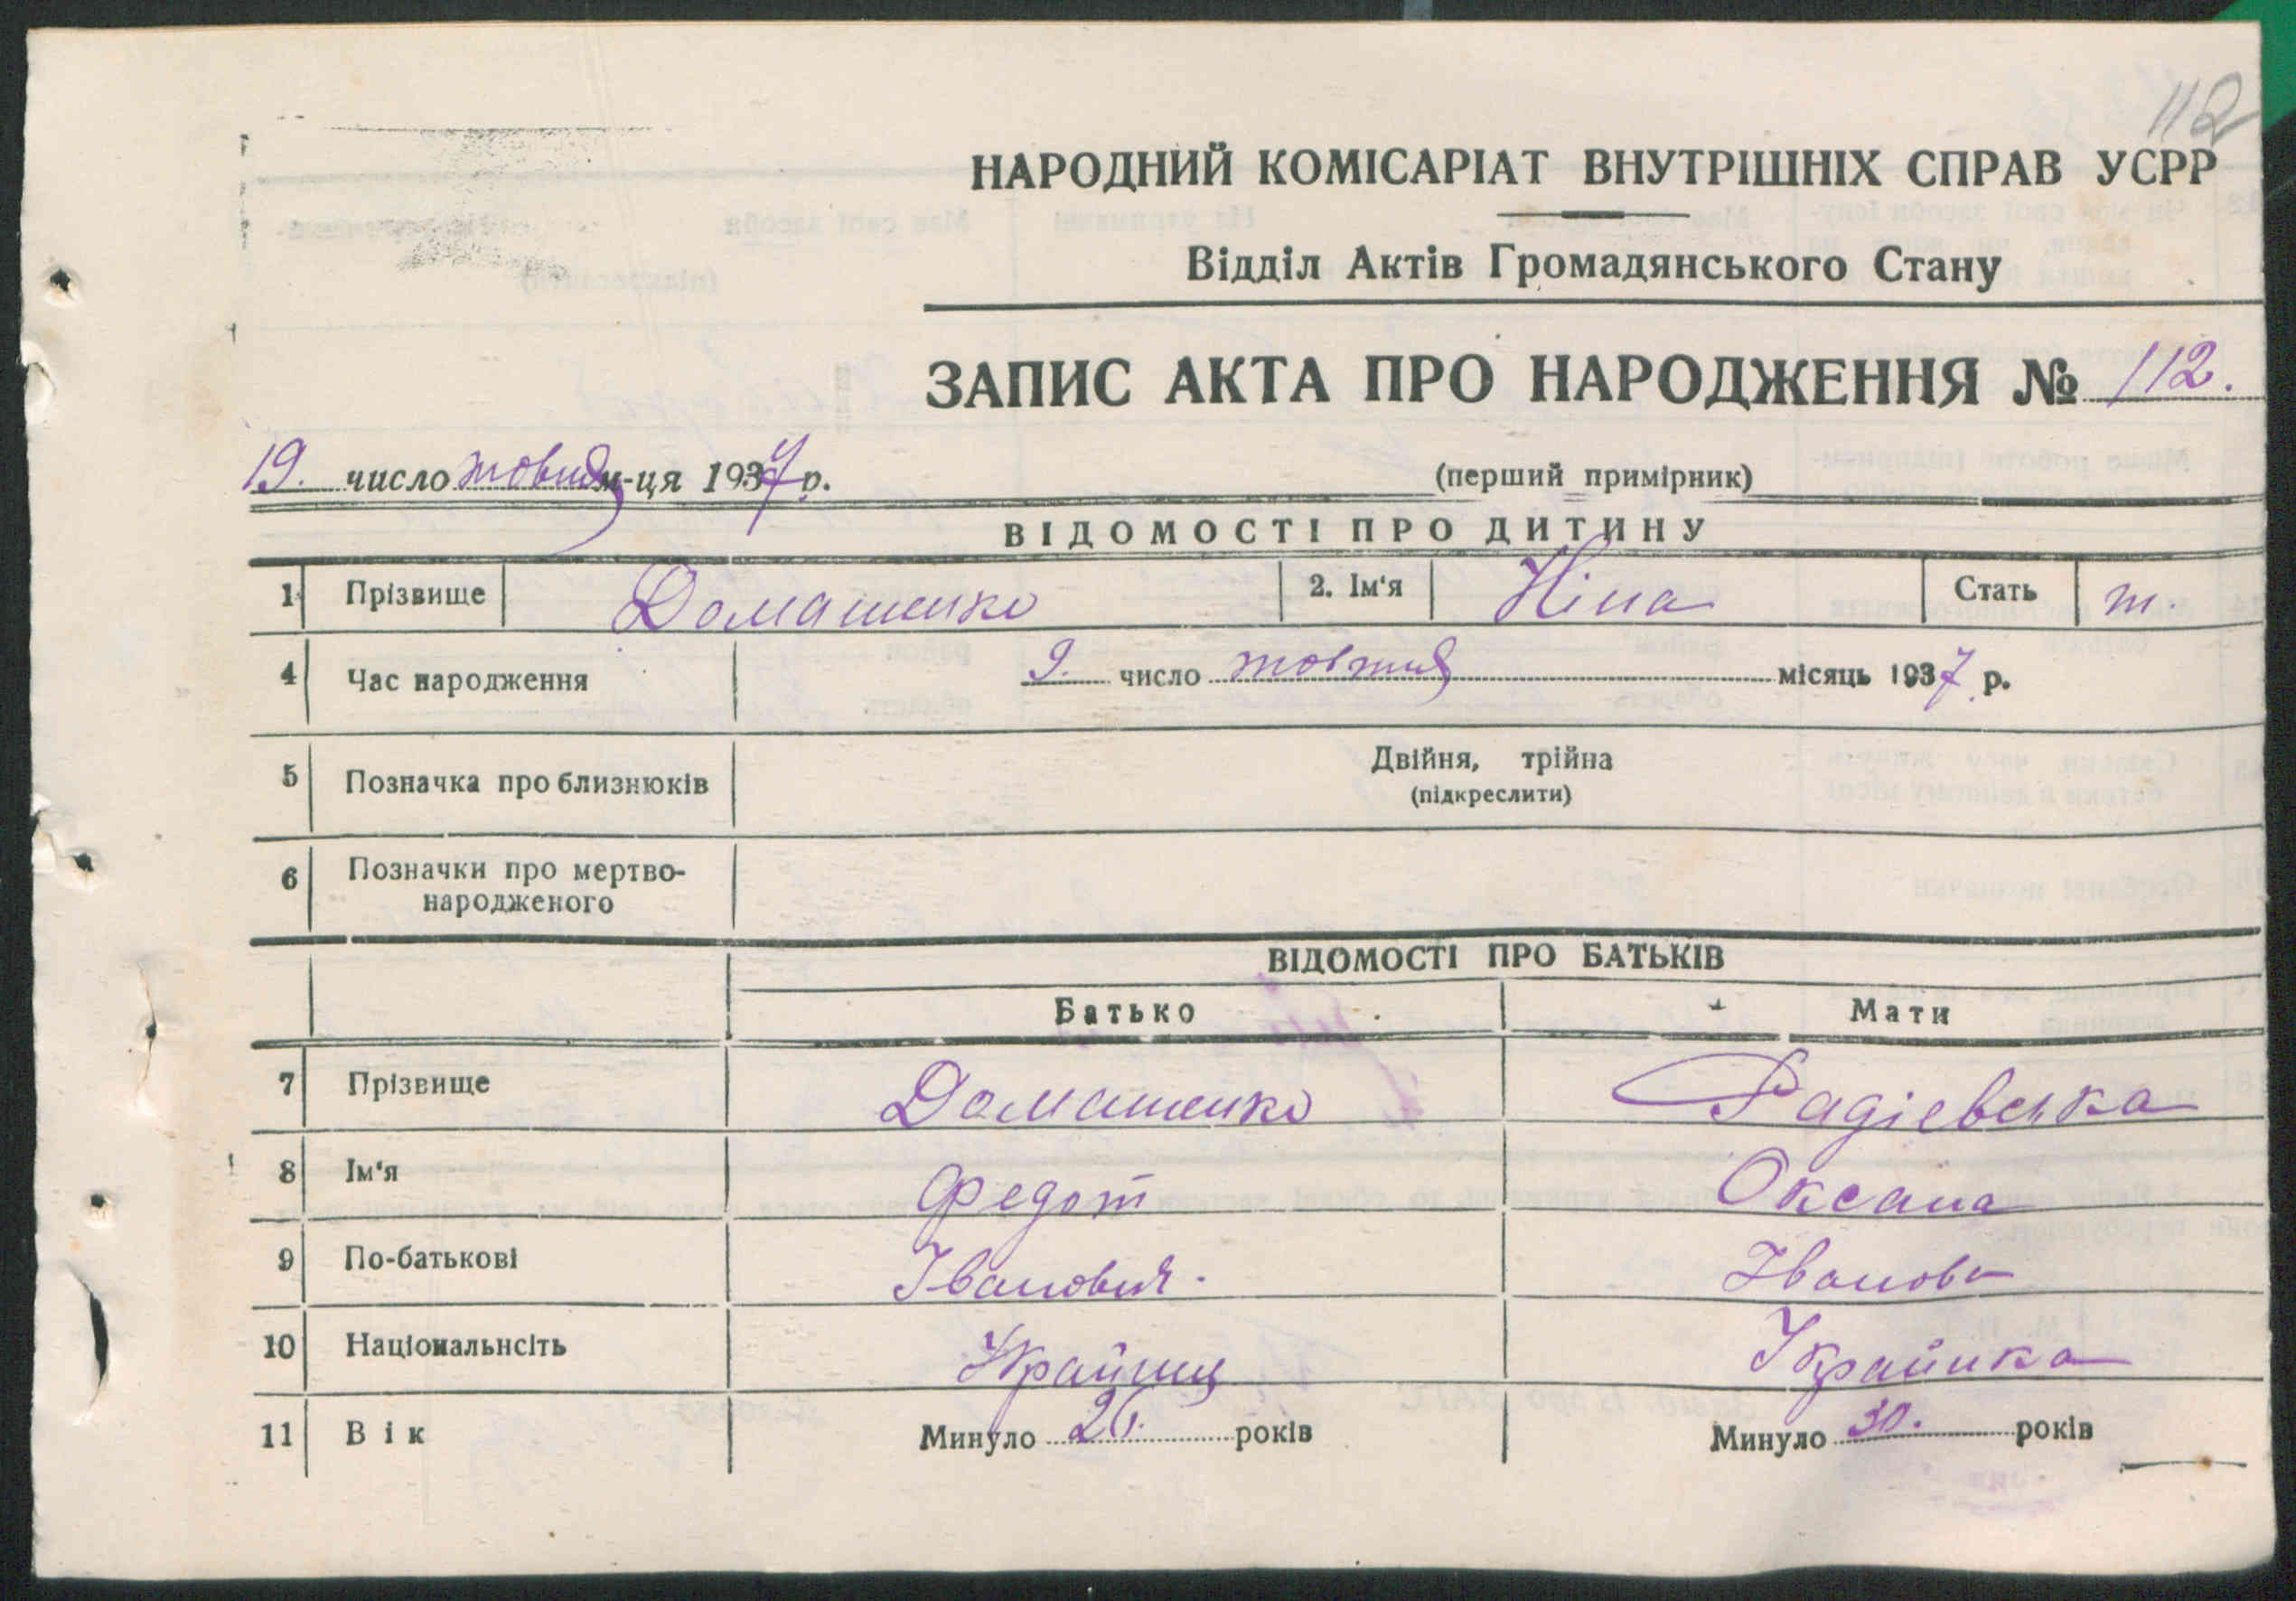 112
НАРОДНИЙ КОМІСАРІАТ ВНУТРІШНІХ СПРАВ УСРР
Відділ Актів Громадянського Стану
ЗАПИС АКТА ПРО НАРОДЖЕННЯ № 112.
19. число жовтня м-ця 1937 р. (перший примірник)
ВІДОМОСТІ ПРО ДИТИНУ
1 Прізвище Домашенко 2. Ім'я Ніна Стать ж.
4 Час народження 9. число жовтня місяць 1937 р.
5 Позначка про близнюків Двійня, трійна
(підкреслити)
6 Позначки про мертво-
народженого
ВІДОМОСТІ ПРО БАТЬКІВ
Батько Мати
7 Прізвище Домашенко Радієвська
8 Ім'я Федот Оксана
9 По-батькові Іванович. Іванов
10 Національнсіть Украйнц Украйнка
11 Вік Минуло 26. років Минуло 30. років